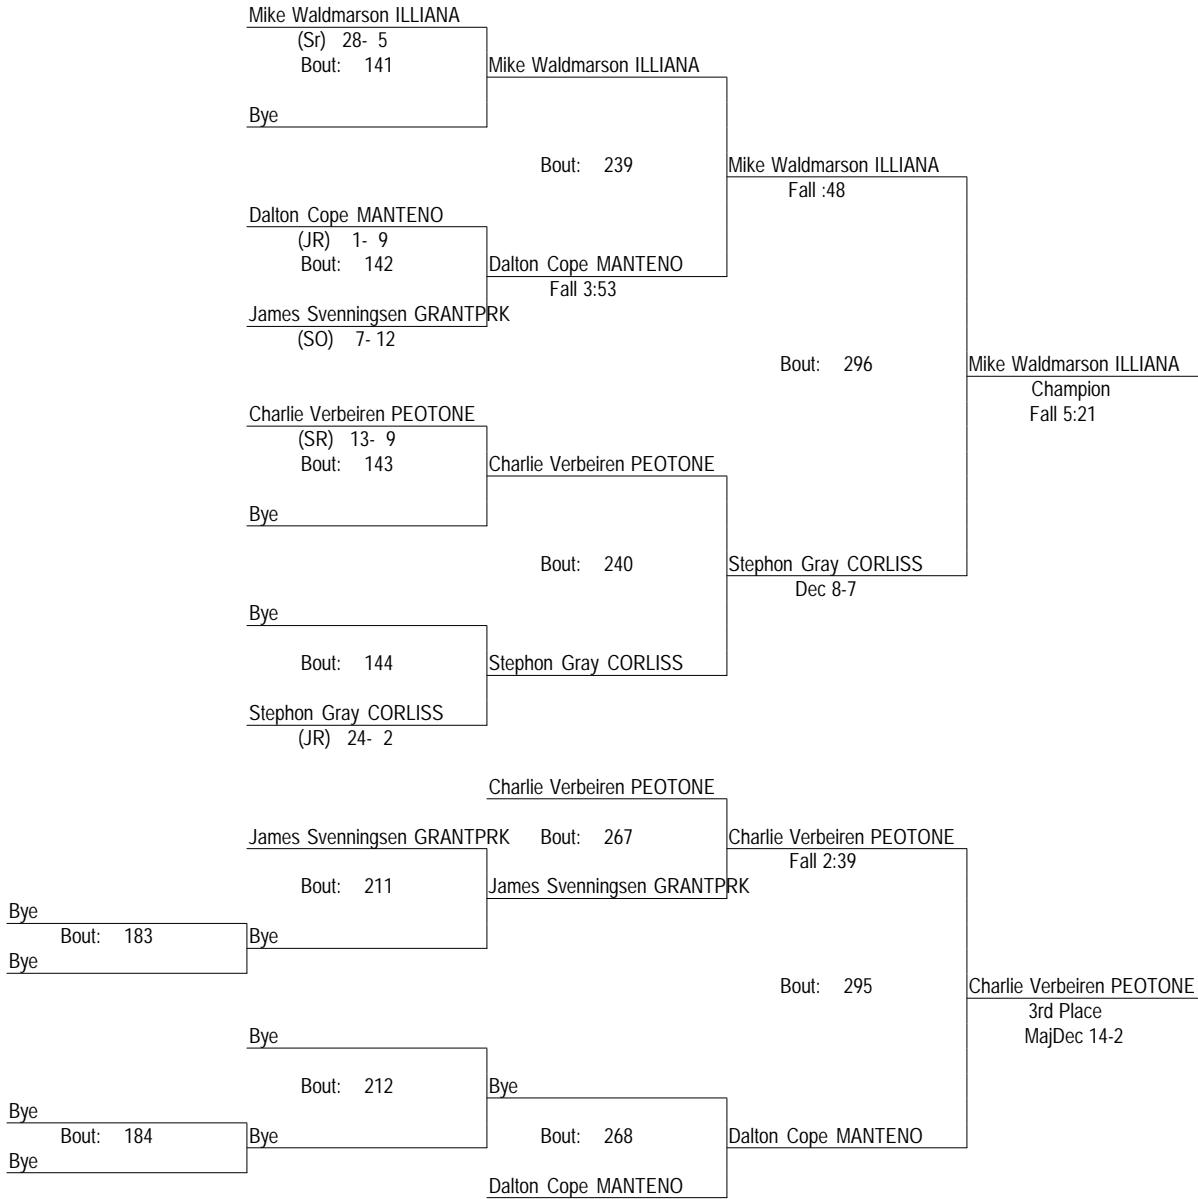 Mike Waldmarson ILLIANA
(Sr) 28- 5
Bout: 141
Mike Waldmarson ILLIANA
Bye
Bout: 239
Mike Waldmarson ILLIANA
Fall :48
Dalton Cope MANTENO
(JR) 1- 9
Bout: 142
Dalton Cope MANTENO
Fall 3:53
James Svenningsen GRANTPRK
(SO) 7- 12
Bout: 296
Mike Waldmarson ILLIANA
Champion
Fall 5:21
Charlie Verbeiren PEOTONE
(SR) 13- 9
Bout: 143
Charlie Verbeiren PEOTONE
Bye
Bout: 240
Stephon Gray CORLISS
Dec 8-7
Bye
Bout: 144
Stephon Gray CORLISS
Stephon Gray CORLISS
(JR) 24- 2
Charlie Verbeiren PEOTONE
James Svenningsen GRANTPRK
Bout: 267
Charlie Verbeiren PEOTONE
Fall 2:39
Bout: 211
James Svenningsen GRANTPRK
Bye
Bout: 183
Bye
Bye
Bout: 295
Charlie Verbeiren PEOTONE
3rd Place
MajDec 14-2
Bye
Bout: 212
Bye
Bye
Bout: 184
Bye
Bye
Bout: 268
Dalton Cope MANTENO
Dalton Cope MANTENO